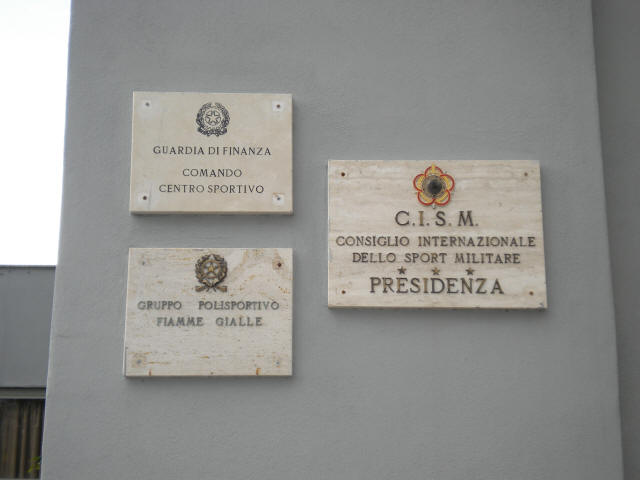 GUARDIA DI FINANZA
COMANDO
CENTRO SPORTIVO
GRUPPO POLISPORTIVO
FIAMME GIALLE
C.I.S.M.
CONSIGLIO INTERNAZIONALE
DELLO SPORT MILITARE
PRESIDENZA